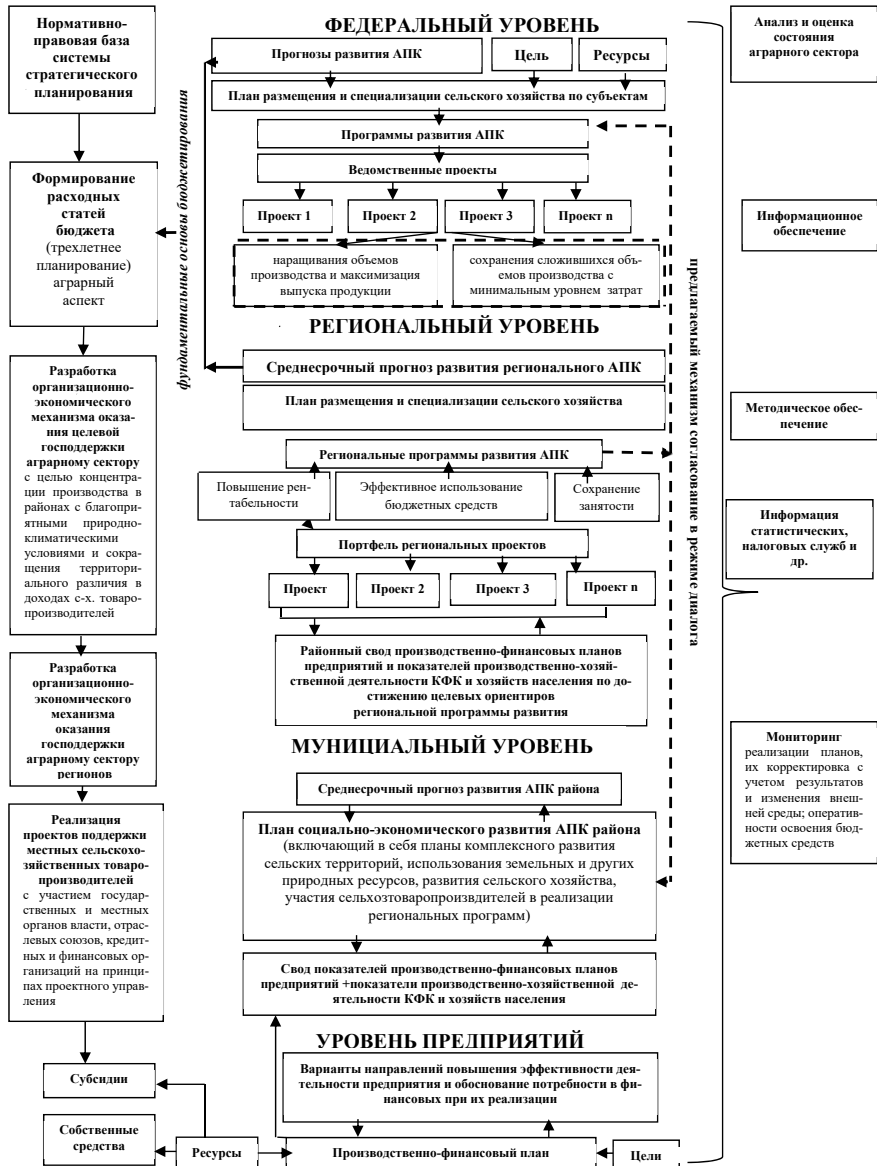 Нормативно-
правовая база
системы
стратегического
планирования
Формирование
расходных
статей
бюджета
(трехлетнее
планирование)
аграрный
аспект
Разработка
организационно-
экономического
механизма оказа-
ния целевой
господдержки
аграрному сектору
с целью концентра-
ции производства в
районах с благопри-
ятными природно-
климатическими
условиями и сокра-
щения территори-
ального различия в
доходах с-х. товаро-
производителей
Разработка
организационно-
экономического
механизма
оказания
господдержки
аграрному сектору
регионов
Реализация
проектов поддержки
местных сельскохо-
зяйственных товаро-
производителей
с участием государ-
ственных и местных
органов власти, отрас-
левых союзов, кредит-
ных и финансовых ор-
ганизаций на принци-
пах проектного управ-
ления
Субсидии
Собственные
средства
фундаментальные основы бюджетирования
ФЕДЕРАЛЬНЫЙ УРОВЕНЬ
Прогнозы развития АПК
Цель
Ресурсы
План размещения и специализации сельского хозяйства по субъектам
Программы развития АПК
Ведомственные проекты
Проект 1
Проект 2
Проект 3
Проект n
наращивания объемов
производства и максимизация
выпуска продукции
сохранения сложившихся объ-
емов производства с
минимальным уровнем затрат
РЕГИОНАЛЬНЫЙ УРОВЕНЬ
Среднесрочный прогноз развития регионального АПК
План размещения и специализации сельского хозяйства
Региональные программы развития АПК
Повышение рен-
табельности
Эффективное использование
бюджетных средств
Сохранение
занятости
Портфель региональных проектов
Проект
Проект 2
Проект 3
Проект n
Районный свод производственно-финансовых планов
предприятий и показателей производственно-хозяй-
ственной деятельности КФК и хозяйств населения по до-
стижению целевых ориентиров
региональной программы развития
МУНИЦИАЛЬНЫЙ УРОВЕНЬ
Среднесрочный прогноз развития АПК района
План социально-экономического развития АПК района
(включающий в себя планы комплексного развития
сельских территорий, использования земельных и других
природных ресурсов, развития сельского хозяйства,
участия сельхозтоваропроизвдителей в реализации
региональных программ)
Свод показателей производственно-финансовых планов
предприятий +показатели производственно-хозяйственной де-
ятельности КФК и хозяйств населения
УРОВЕНЬ ПРЕДПРИЯТИЙ
Варианты направлений повышения эффективности дея-
тельности предприятия и обоснование потребности в фи-
нансовых при их реализации
Ресурсы
Производственно-финансовый план
Цели
предлагаемый механизм согласование в режиме диалога
Анализ и оценка
состояния
аграрного сектора
Информационное
обеспечение
Методическое обес-
печение
Информация
статистических,
налоговых служб и
др.
Мониторинг
реализации планов,
их корректировка с
учетом результатов
и изменения внеш-
ней среды; оператив-
ности освоения бюд-
жетных средств